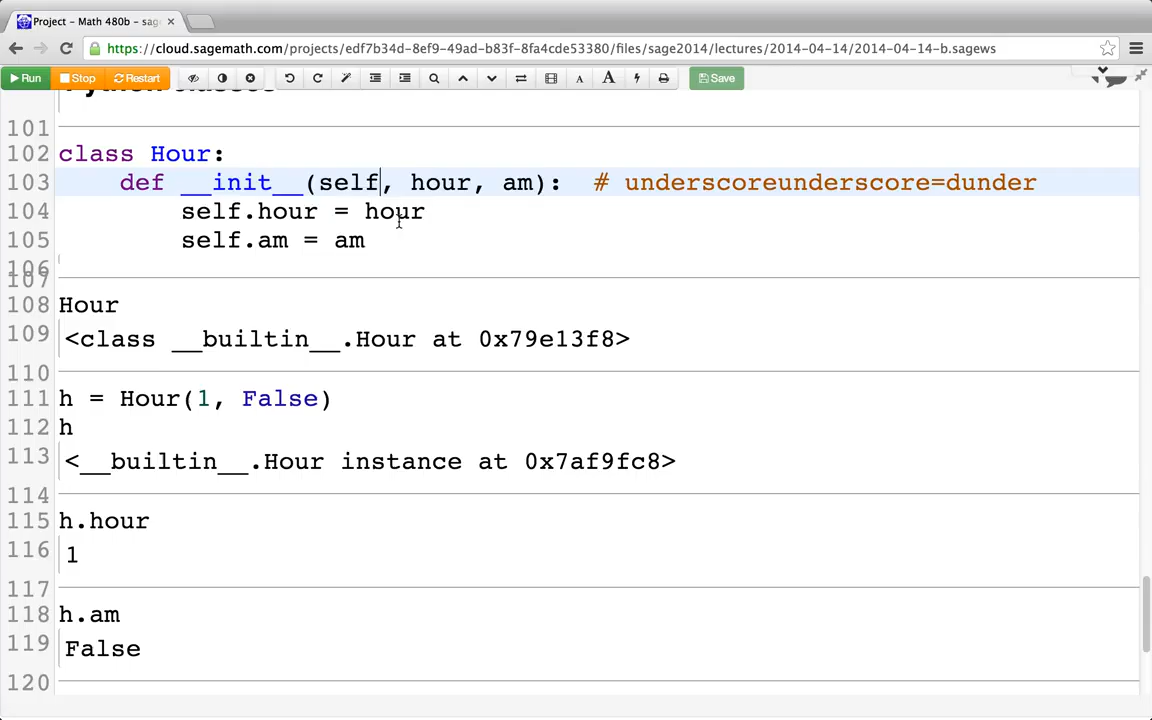 Project - Math 480b - sag
https://cloud.sagemath.com/projects/edf7b34d-8ef9-49ad-b83f-8fa4cde53380/files/sage2014/lectures/2014-04-14/2014-04-14-b.sagews
Run Stop Restart A A Save
Python classes
101
102 class Hour:
103 def __init__(self, hour, am): # underscoreunderscore=dunder
104 self.hour = hour
105 self.am = am
106
107
108 Hour
109 <class __builtin__.Hour at 0x79e13f8>
110
111 h = Hour(1, False)
112 h
113 <__builtin__.Hour instance at 0x7af9fc8>
114
115 h.hour
116 1
117
118 h.am
119 False
120